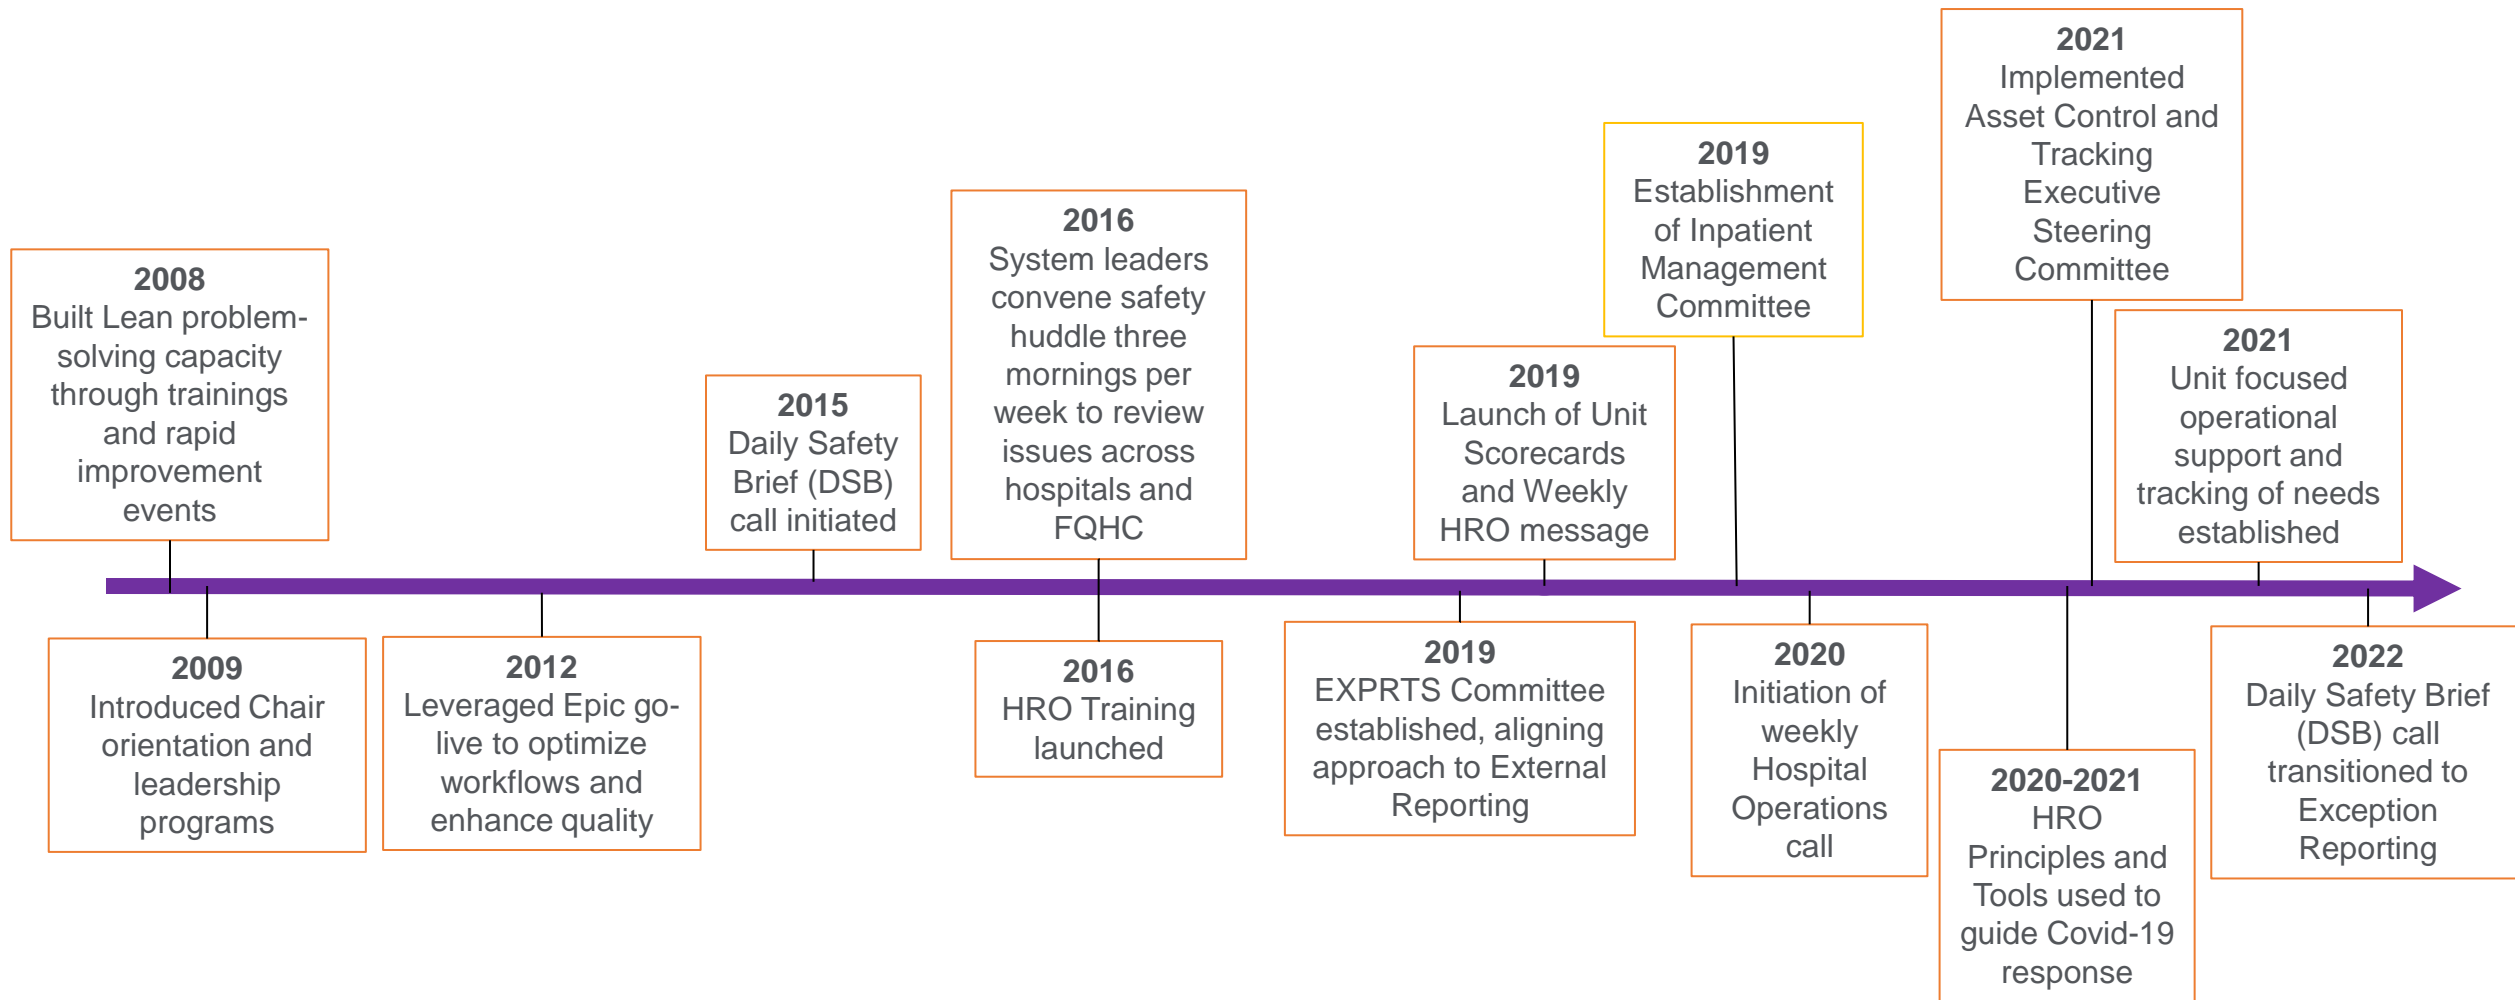 2008
Built Lean problem-
solving capacity
through trainings
and rapid
improvement
events
2009
Introduced Chair
orientation and
leadership
programs
2012
Leveraged Epic go-
live to optimize
workflows and
enhance quality
2015
Daily Safety
Brief (DSB)
call initiated
2016
System leaders
convene safety
huddle three
mornings per
week to review
issues across
hospitals and
FQHC
2016
HRO Training
launched
2019
EXPRTS Committee
established, aligning
approach to External
Reporting
2019
Launch of Unit
Scorecards
and Weekly
HRO message
2019
Establishment
of Inpatient
Management
Committee
2020
Initiation of
weekly
Hospital
Operations
call
2020-2021
HRO
Principles and
Tools used to
guide Covid-19
response
2021
Implemented
Asset Control and
Tracking
Executive
Steering
Committee
2021
Unit focused
operational
support and
tracking of needs
established
2022
Daily Safety Brief
(DSB) call
transitioned to
Exception
Reporting